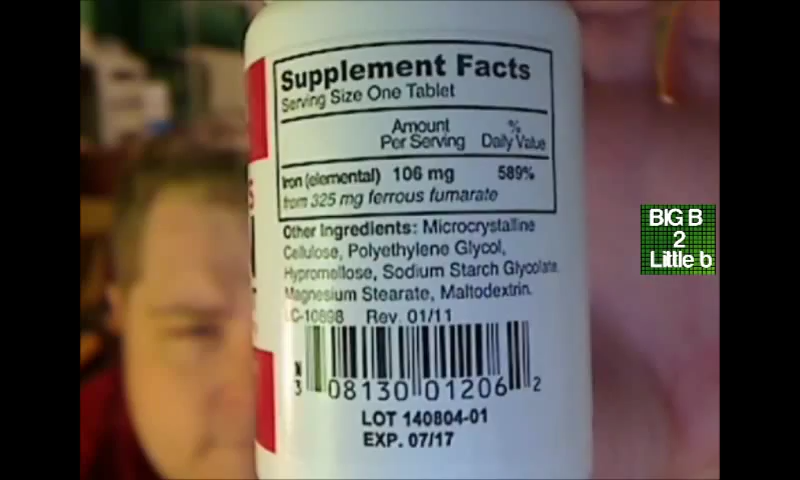 Supplement Facts
Serving Size One Tablet
Amount Per Serving
% Daily Value
Iron (elemental) 106 mg 589%
from 325 mg ferrous fumarate
Other Ingredients: Microcrystalline
Cellulose, Polyethylene Glycol,
Hypromellose, Sodium Starch Glycolate,
Magnesium Stearate, Maltodextrin.
LC-10898 Rev. 01/11
N
3 08130 01206 2
LOT 140804-01
EXP. 07/17
BIG B
2
Little b